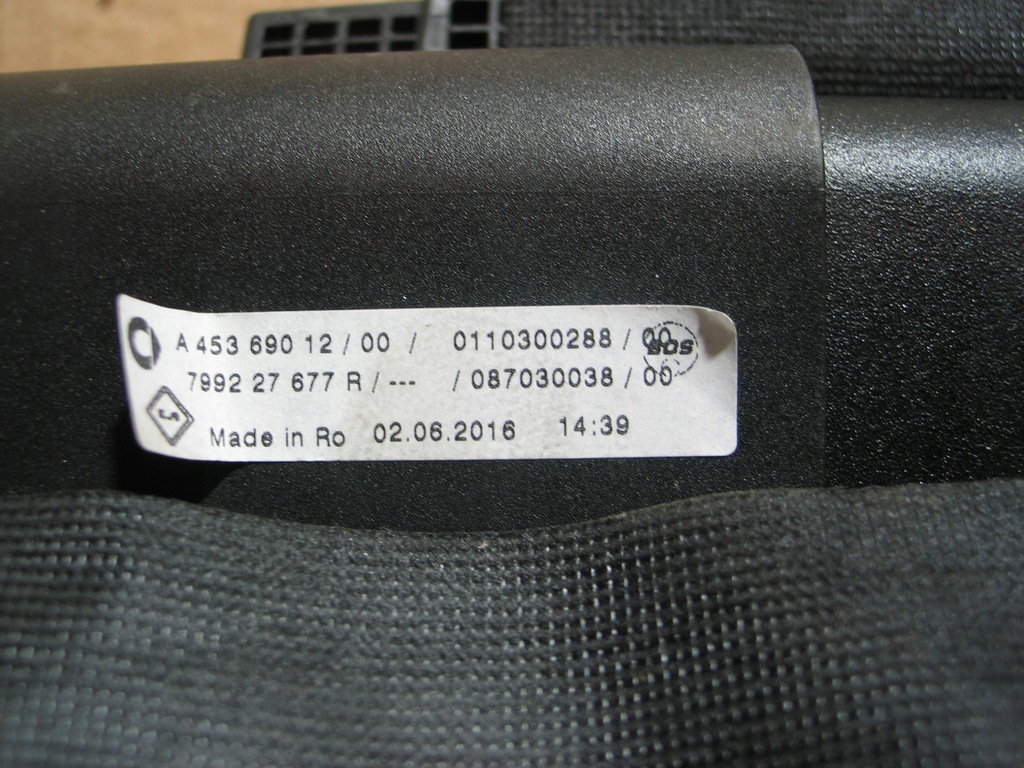 A 453 690 12 / 00 / 0110300288 / 00
7992 27 677 R / --- / 087030038 / 00
Made in Ro 02.06.2016 14:39